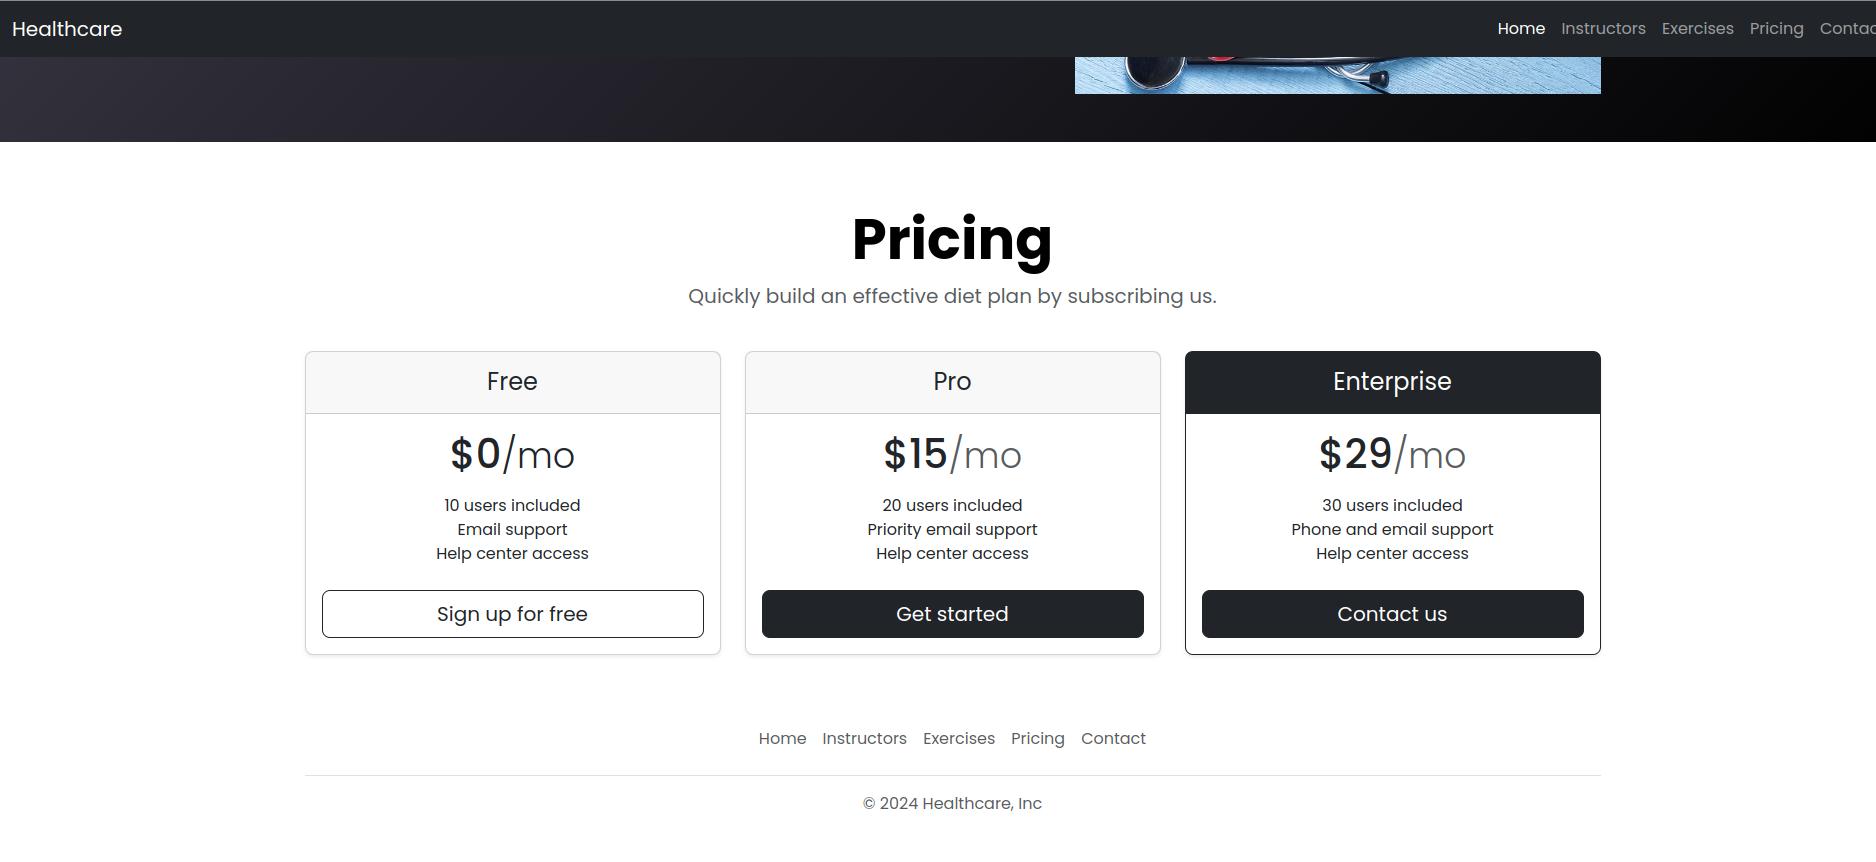 Healthcare Home Instructors Exercises Pricing Contac
Pricing
Quickly build an effective diet plan by subscribing us.
Free
$0/mo
10 users included
Email support
Help center access
Sign up for free
Pro
$15/mo
20 users included
Priority email support
Help center access
Get started
Enterprise
$29/mo
30 users included
Phone and email support
Help center access
Contact us
Home Instructors Exercises Pricing Contact
© 2024 Healthcare, Inc